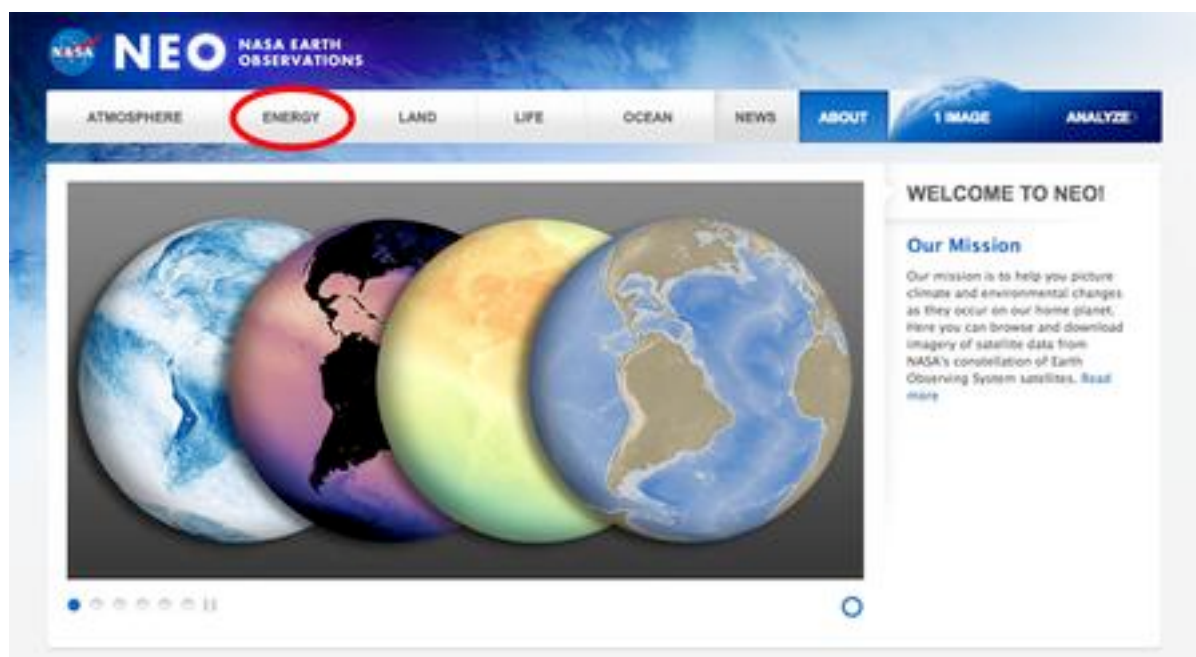 NASA
NEO
NASA EARTH
OBSERVATIONS
ATMOSPHERE ENERGY LAND LIFE OCEAN NEWS ABOUT 1 IMAGE ANALYZE
WELCOME TO NEO!
Our Mission
Our mission is to help you picture
climate and environmental changes
as they occur on our home planet.
Here you can browse and download
imagery of satellite data from
NASA's constellation of Earth
Observing System satellites. Read
more